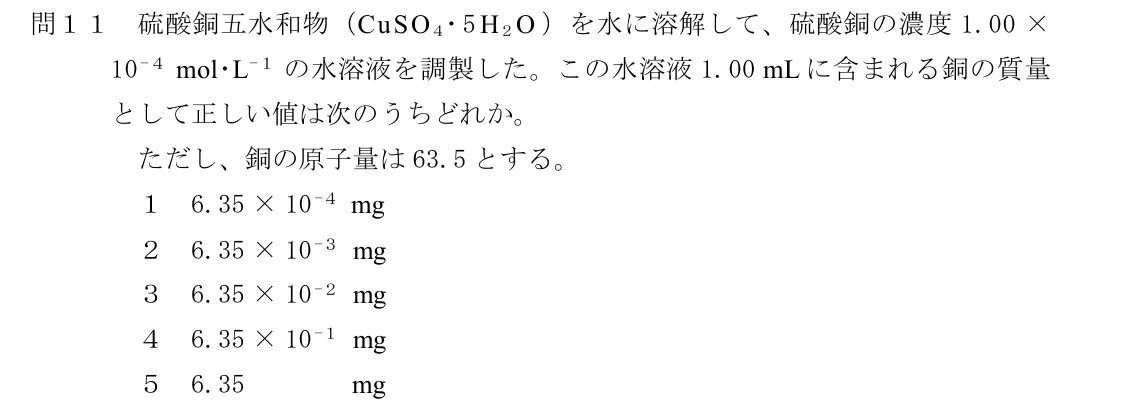 問11 硫酸銅五水和物（CuSO₄・5H₂O）を水に溶解して、硫酸銅の濃度 1.00 ×
10⁻⁴ mol・L⁻¹ の水溶液を調製した。この水溶液 1.00 mL に含まれる銅の質量
として正しい値は次のうちどれか。
ただし、銅の原子量は 63.5 とする。
1 6.35 × 10⁻⁴ mg
2 6.35 × 10⁻³ mg
3 6.35 × 10⁻² mg
4 6.35 × 10⁻¹ mg
5 6.35 mg